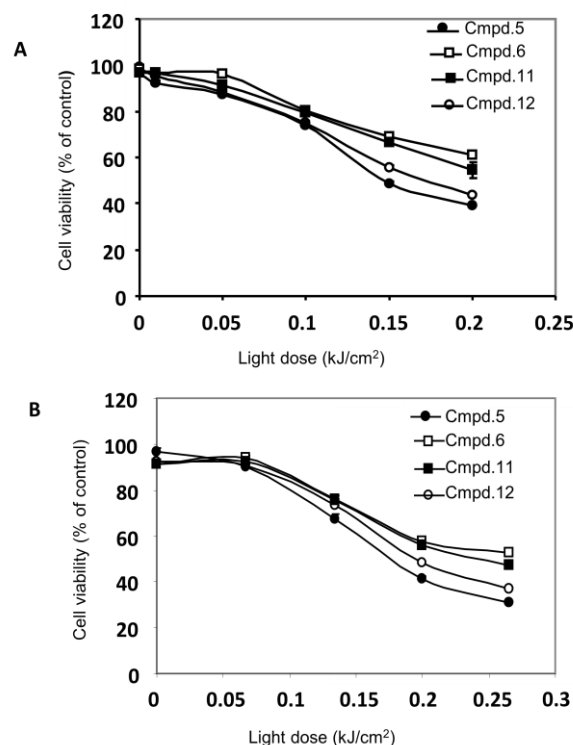 A
Cell viability (% of control)
120
100
80
60
40
20
0
0 0.05 0.1 0.15 0.2 0.25
Light dose (kJ/cm²)
Cmpd.5
Cmpd.6
Cmpd.11
Cmpd.12
B
Cell viability (% of control)
120
100
80
60
40
20
0
0 0.05 0.1 0.15 0.2 0.25 0.3
Light dose (kJ/cm²)
Cmpd.5
Cmpd.6
Cmpd.11
Cmpd.12